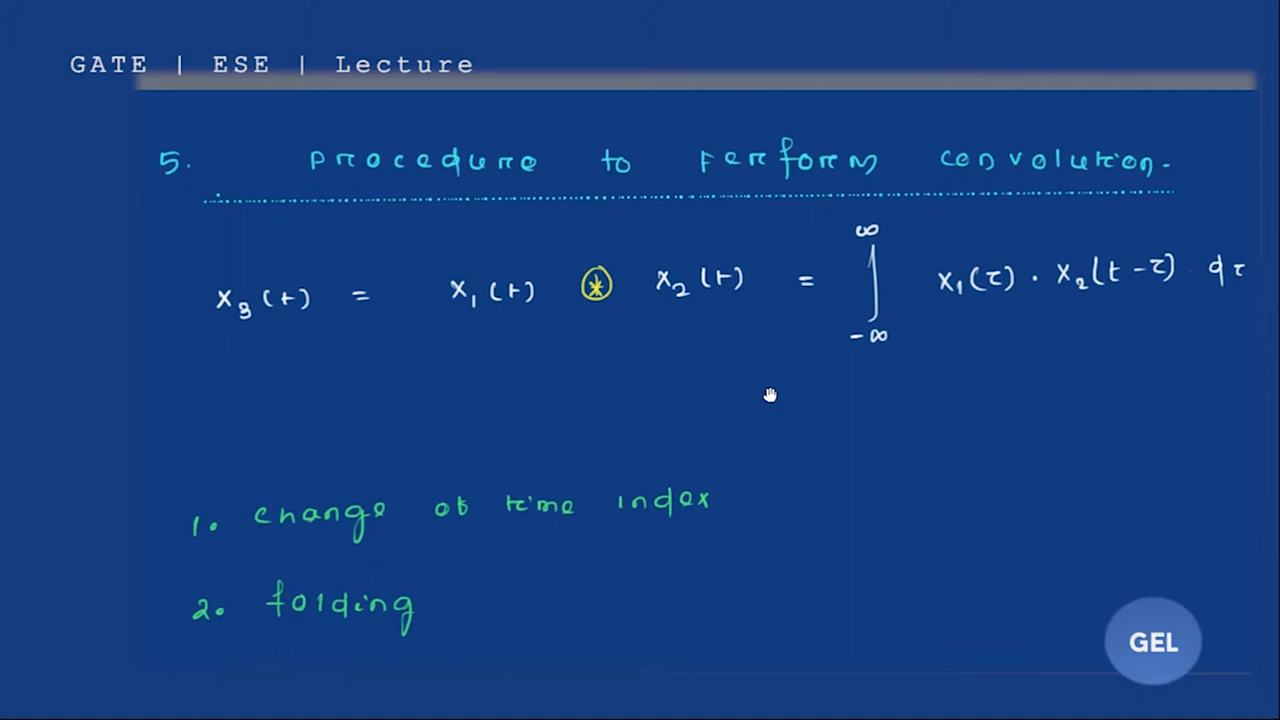 GATE | ESE | Lecture
5. Procedure to Perform convolution.
x₃(t) = x₁(t) ⊛ x₂(t) = ∫_{-∞}^{∞} x₁(τ) · x₂(t-τ) dτ
1. change of time index
2. folding
GEL